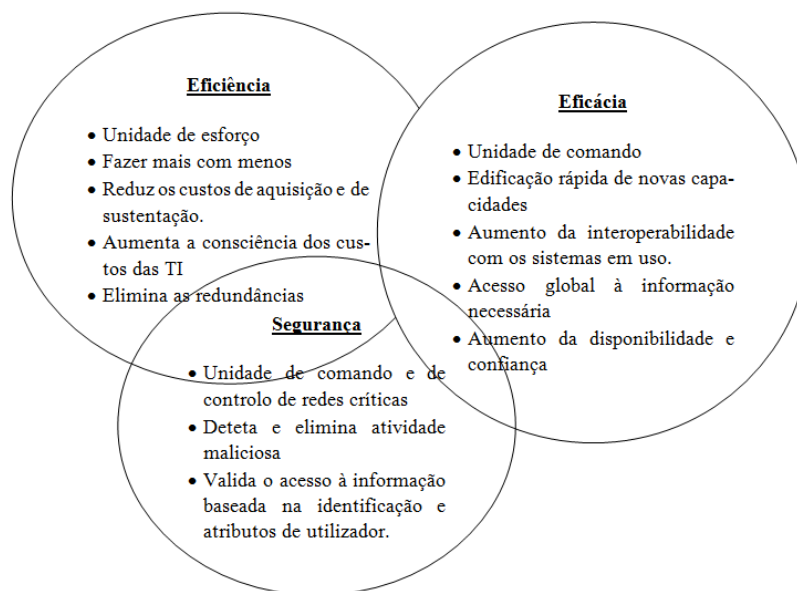 Eficiência
• Unidade de esforço
• Fazer mais com menos
• Reduz os custos de aquisição e de
sustentação.
• Aumenta a consciência dos cus-
tos das TI
• Elimina as redundâncias
Eficácia
• Unidade de comando
• Edificação rápida de novas capa-
cidades
• Aumento da interoperabilidade
com os sistemas em uso.
• Acesso global à informação
necessária
• Aumento da disponibilidade e
confiança
Segurança
• Unidade de comando e de
controlo de redes críticas
• Deteta e elimina atividade
maliciosa
• Valida o acesso à informação
baseada na identificação e
atributos de utilizador.